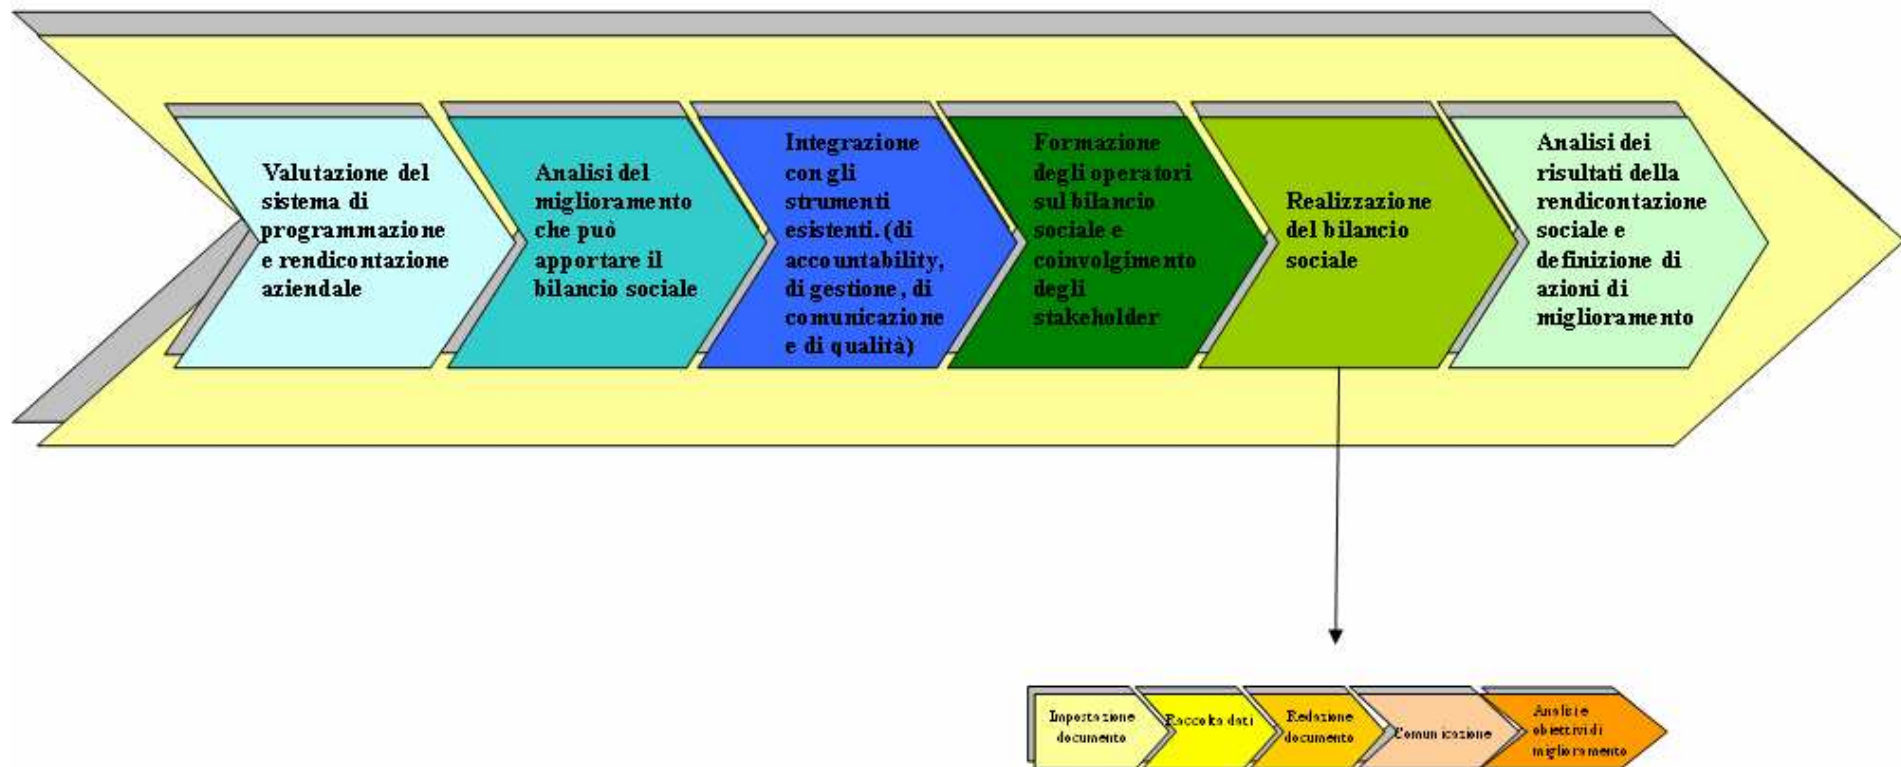 Valutazione del
sistema di
programmazione
e rendicontazione
aziendale
Analisi del
miglioramento
che può
apportare il
bilancio sociale
Integrazione
con gli
strumenti
esistenti. (di
accountability,
di gestione, di
comunicazione
e di qualità)
Formazione
degli operatori
sul bilancio
sociale e
coinvolgimento
degli
stakeholder
Realizzazione
del bilancio
sociale
Analisi dei
risultati della
rendicontazione
sociale e
definizione di
azioni di
miglioramento
Impostazione
documento
Raccolta dati
Redazione
documento
Comunicazione
Analisi e
obiettivi di
miglioramento